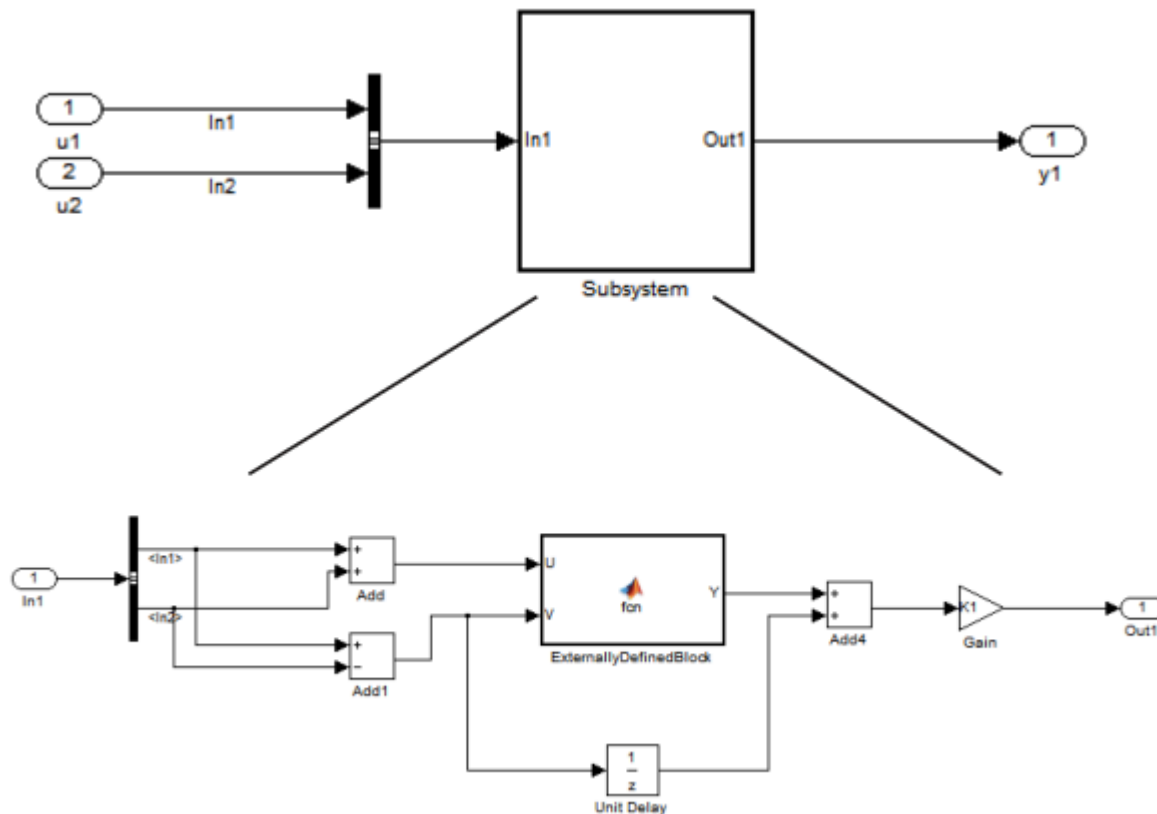 1
In1
u1
2
In2
u2
In1
Out1
1
y1
Subsystem
1
In1
<In1>
<In2>
+
+
Add
+
−
Add1
U
V
fcn
Y
ExternallyDefinedBlock
+
+
Add4
K1
Gain
1
Out1
1
z
Unit Delay